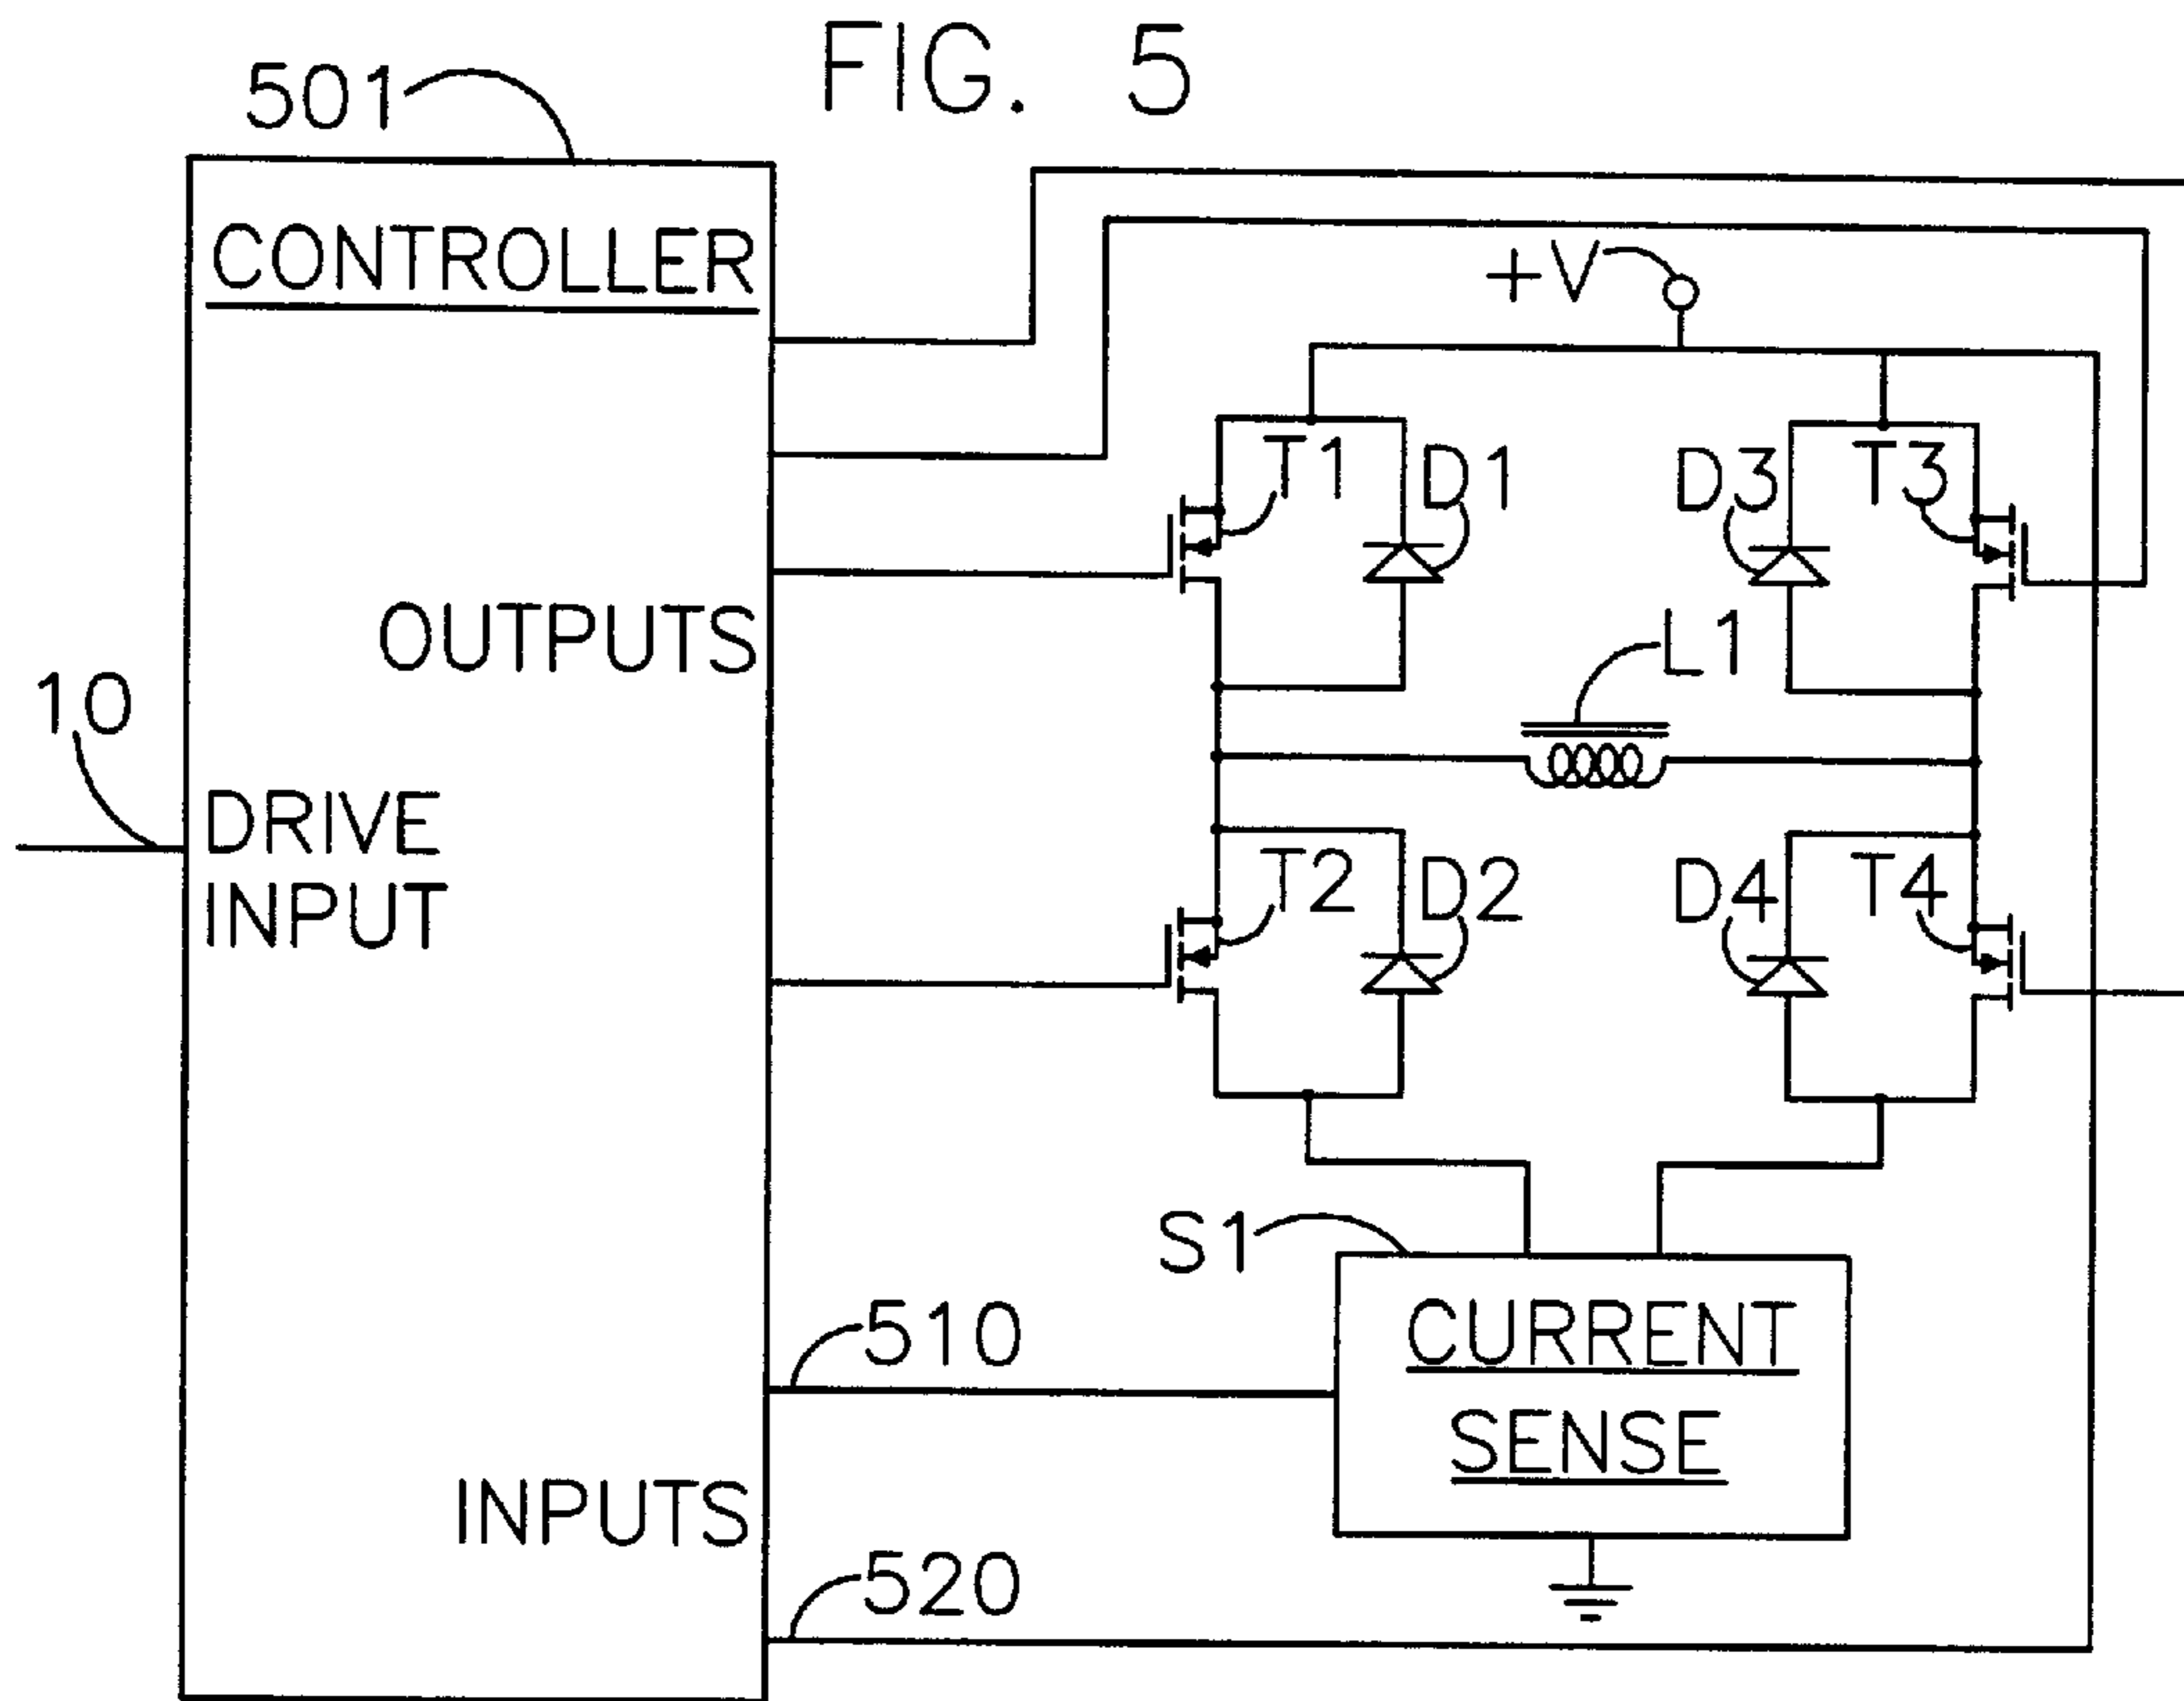 FIG. 5
501
CONTROLLER
+V
T1
D1
D3
T3
OUTPUTS
L1
10
DRIVE
INPUT
T2
D2
D4
T4
S1
CURRENT
SENSE
510
INPUTS
520